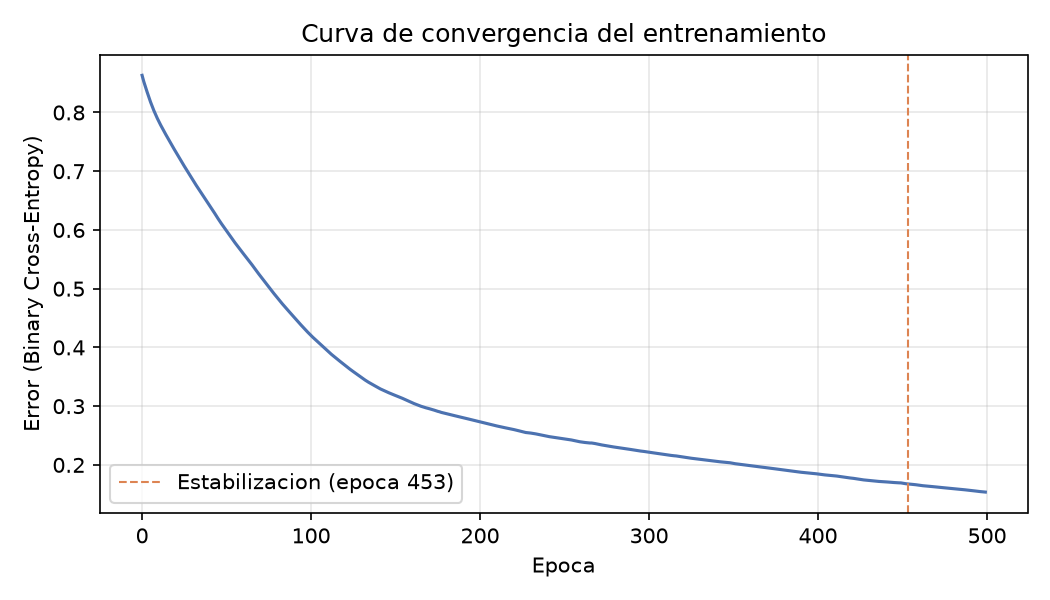 Curva de convergencia del entrenamiento
Error (Binary Cross-Entropy)
0.8
0.7
0.6
0.5
0.4
0.3
0.2
Estabilizacion (epoca 453)
0 100 200 300 400 500
Epoca